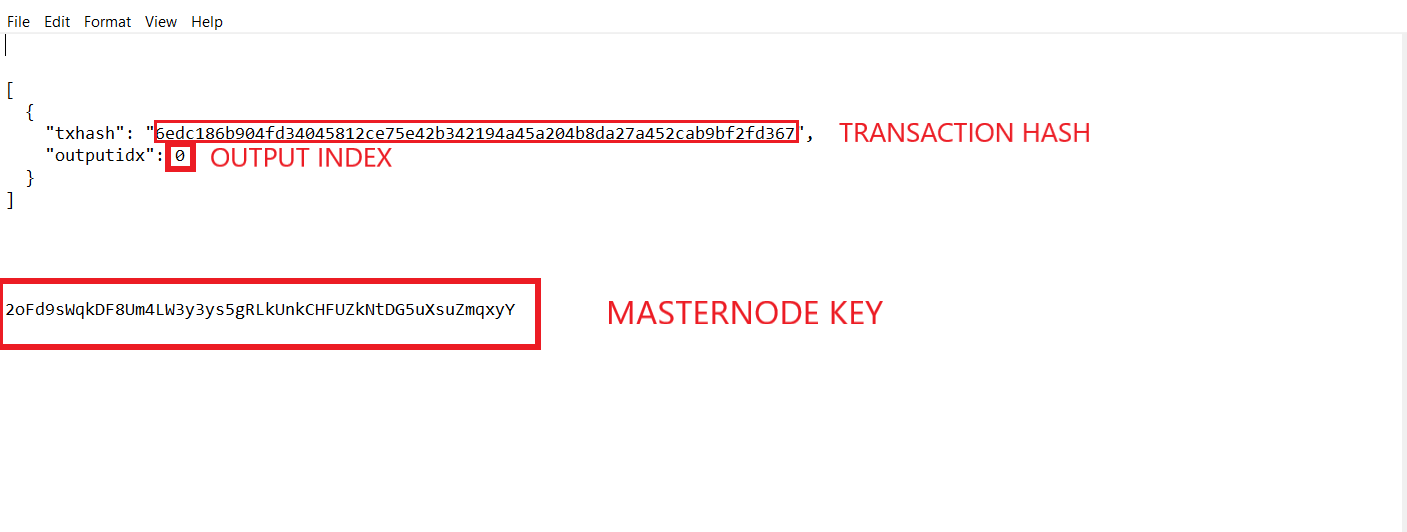 File Edit Format View Help
[
{
"txhash": "6edc186b904fd34045812ce75e42b342194a45a204b8da27a452cab9bf2fd367", TRANSACTION HASH
"outputidx": 0 OUTPUT INDEX
}
]
2oFd9sWqkDF8Um4LW3y3ys5gRLkUnkCHFUZkNtDG5uXsuZmqxyY MASTERNODE KEY